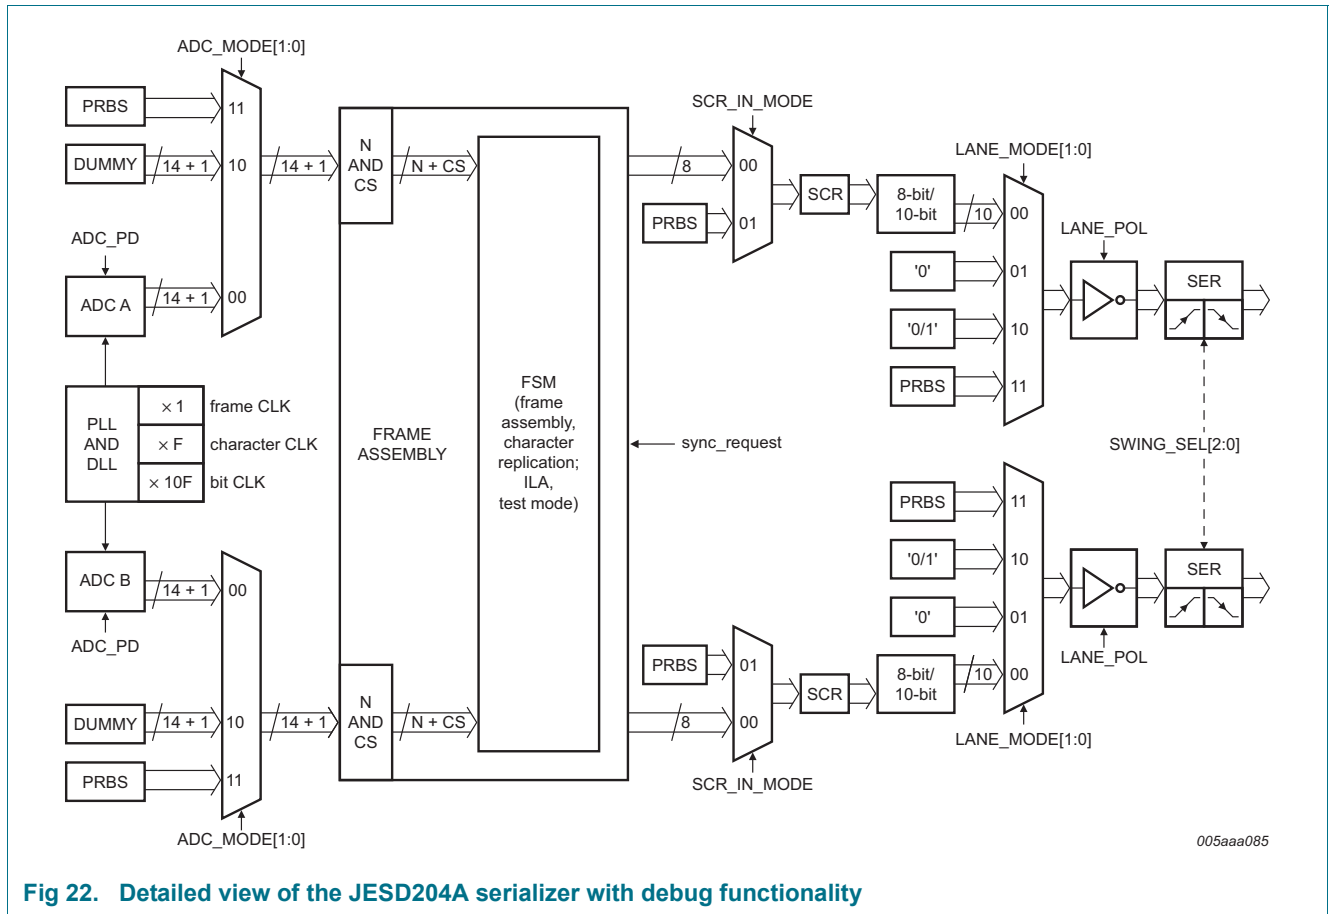 ADC_MODE[1:0]
PRBS
11
DUMMY
14 + 1
10
14 + 1
ADC_PD
ADC A
14 + 1
00
PLL
AND
DLL
× 1
frame CLK
× F
character CLK
× 10F
bit CLK
ADC B
14 + 1
00
ADC_PD
DUMMY
14 + 1
10
14 + 1
PRBS
11
ADC_MODE[1:0]
N
AND
CS
N + CS
FRAME
ASSEMBLY
FSM
(frame
assembly,
character
replication;
ILA,
test mode)
N
AND
CS
N + CS
sync_request
SCR_IN_MODE
8
00
PRBS
01
SCR
8-bit/
10-bit
10
LANE_MODE[1:0]
00
'0'
01
'0/1'
10
PRBS
11
LANE_POL
SER
SWING_SEL[2:0]
PRBS
11
'0/1'
10
'0'
01
8-bit/
10-bit
10
00
LANE_MODE[1:0]
PRBS
01
8
00
SCR
SCR_IN_MODE
LANE_POL
SER
005aaa085
Fig 22. Detailed view of the JESD204A serializer with debug functionality